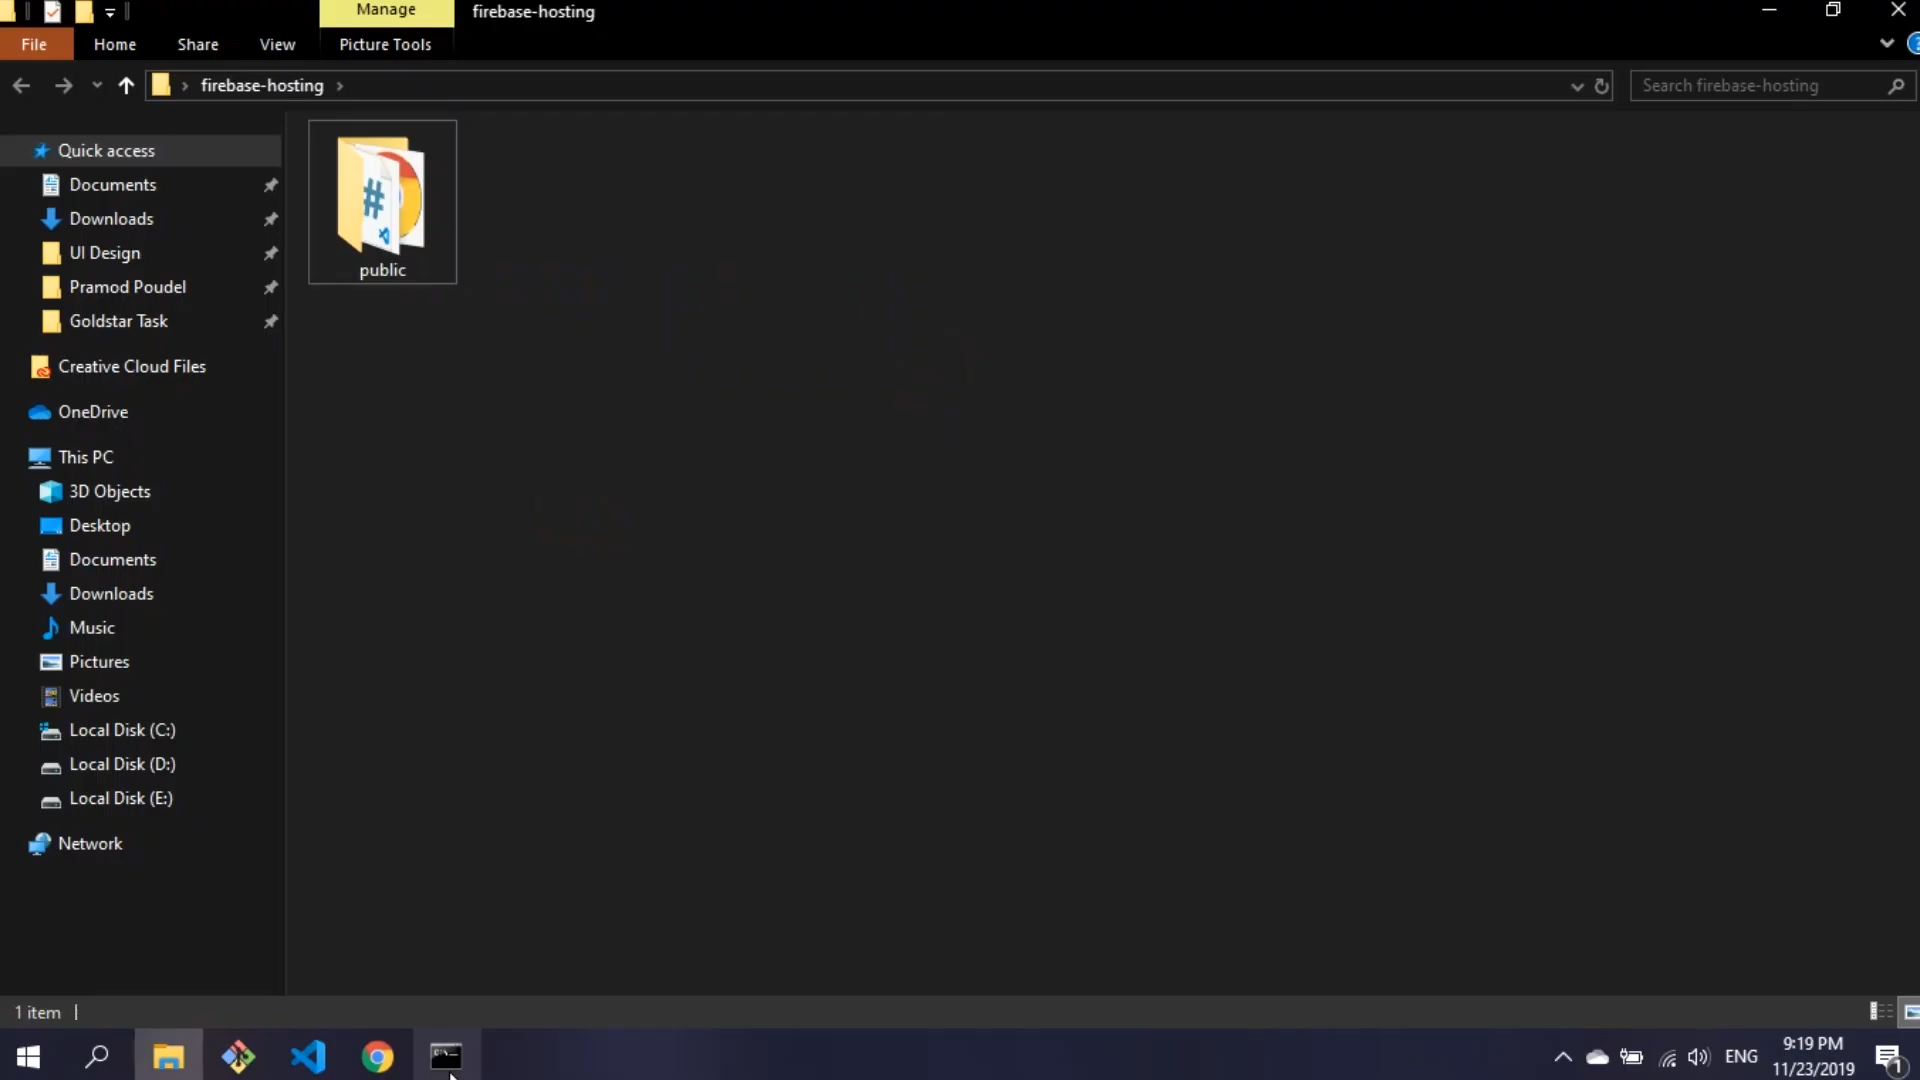 Manage
firebase-hosting
File
Home
Share
View
Picture Tools
firebase-hosting
Search firebase-hosting
Quick access
Documents
Downloads
UI Design
Pramod Poudel
Goldstar Task
Creative Cloud Files
OneDrive
This PC
3D Objects
Desktop
Documents
Downloads
Music
Pictures
Videos
Local Disk (C:)
Local Disk (D:)
Local Disk (E:)
Network
#
public
1 item
C:\_
ENG
9:19 PM
11/23/2019
1